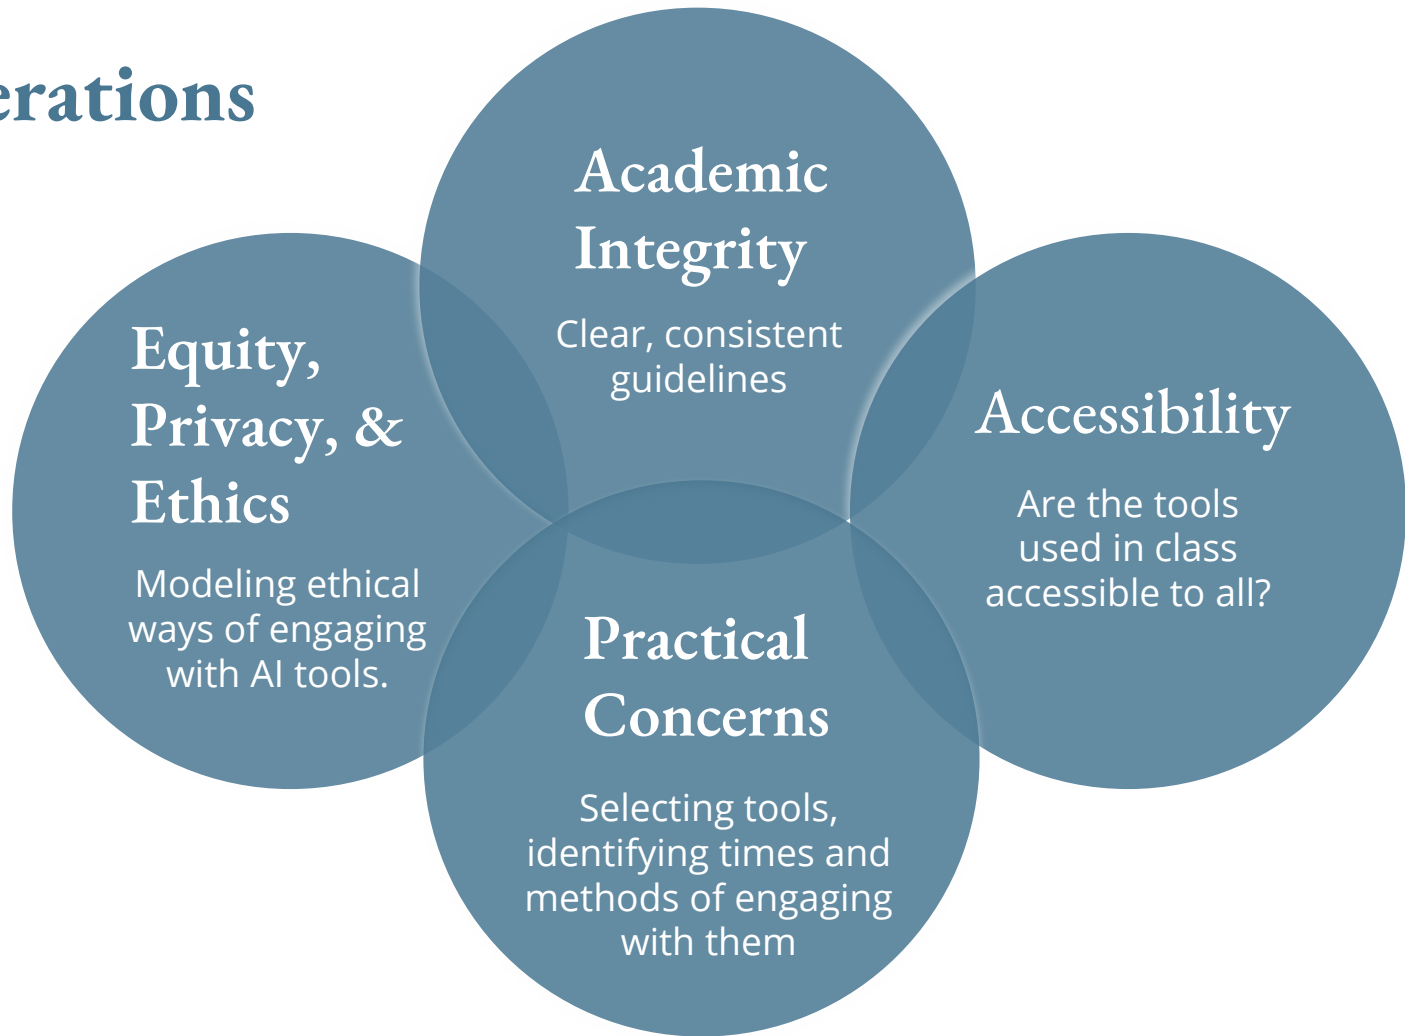 erations
Academic
Integrity
Clear, consistent
guidelines
Equity,
Privacy, &
Ethics
Modeling ethical
ways of engaging
with AI tools.
Accessibility
Are the tools
used in class
accessible to all?
Practical
Concerns
Selecting tools,
identifying times and
methods of engaging
with them